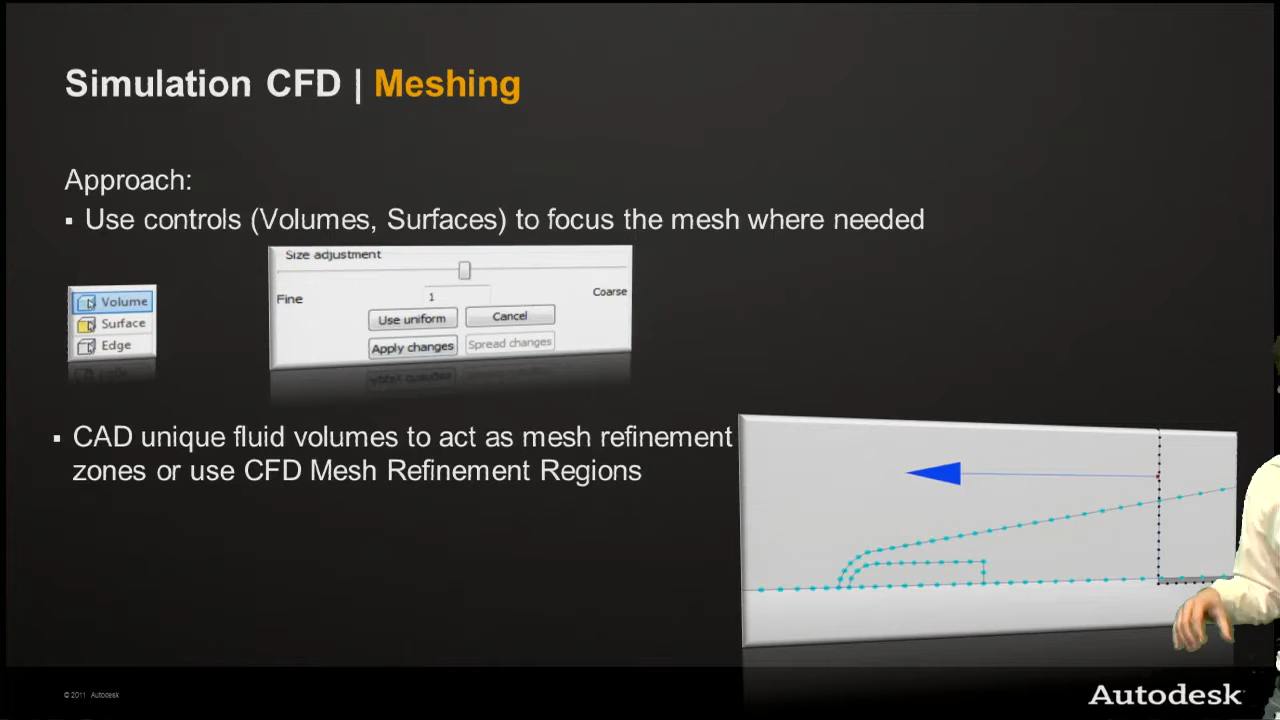 Simulation CFD | Meshing
Approach:
▪ Use controls (Volumes, Surfaces) to focus the mesh where needed
Size adjustment
Fine
1
Coarse
Use uniform
Cancel
Apply changes
Spread changes
Volume
Surface
Edge
▪ CAD unique fluid volumes to act as mesh refinement
zones or use CFD Mesh Refinement Regions
© 2011 Autodesk
Autodesk